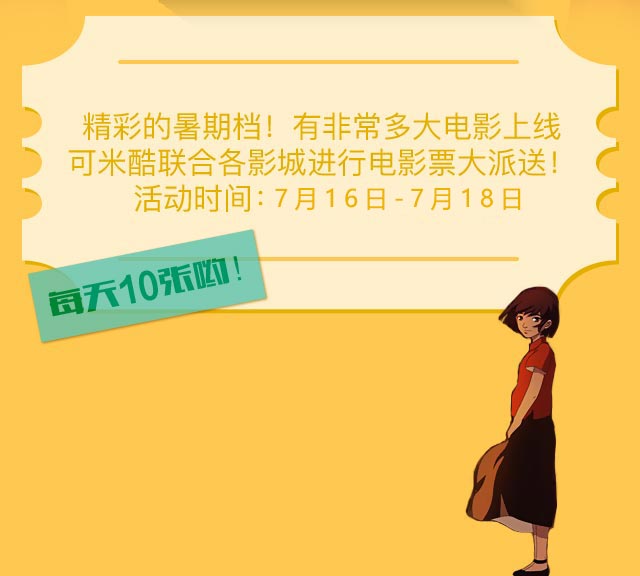 精彩的暑期档！有非常多大电影上线
可米酷联合各影城进行电影票大派送！
活动时间：7月16日-7月18日
每天10张哟！